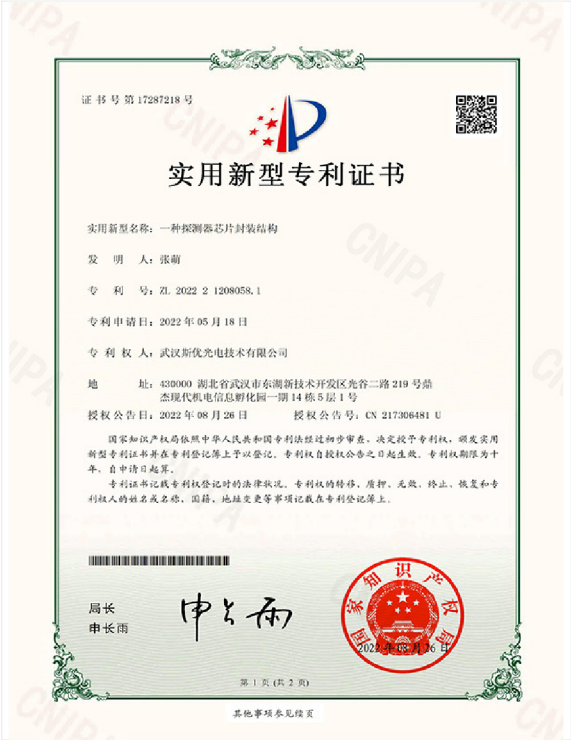 证书号第17287218号
实用新型专利证书
实用新型名称：一种探测器芯片封装结构
发明人：张萌
专利号：ZL 2022 2 1208058.1
专利申请日：2022年05月18日
专利权人：武汉斯优光电技术有限公司
地址：430000 湖北省武汉市东湖新技术开发区光谷二路219号鼎
杰现代机电信息孵化园一期14栋5层1号
授权公告日：2022年08月26日 授权公告号：CN 217306481 U
国家知识产权局依照中华人民共和国专利法经过初步审查，决定授予专利权，颁发实用
新型专利证书并在专利登记簿上予以登记。专利权自授权公告之日起生效。专利权期限为十
年，自申请日起算。
专利证书记载专利权登记时的法律状况。专利权的转移、质押、无效、终止、恢复和专
利权人的姓名或名称、国籍、地址变更等事项记载在专利登记簿上。
局长
申长雨
申长雨
国家知识产权局
2022年08月26日
第1页(共2页)
其他事项参见续页
CNIPA
CNIPA
CNIPA
CNIPA
CNIPA
CNIPA
CNIPA